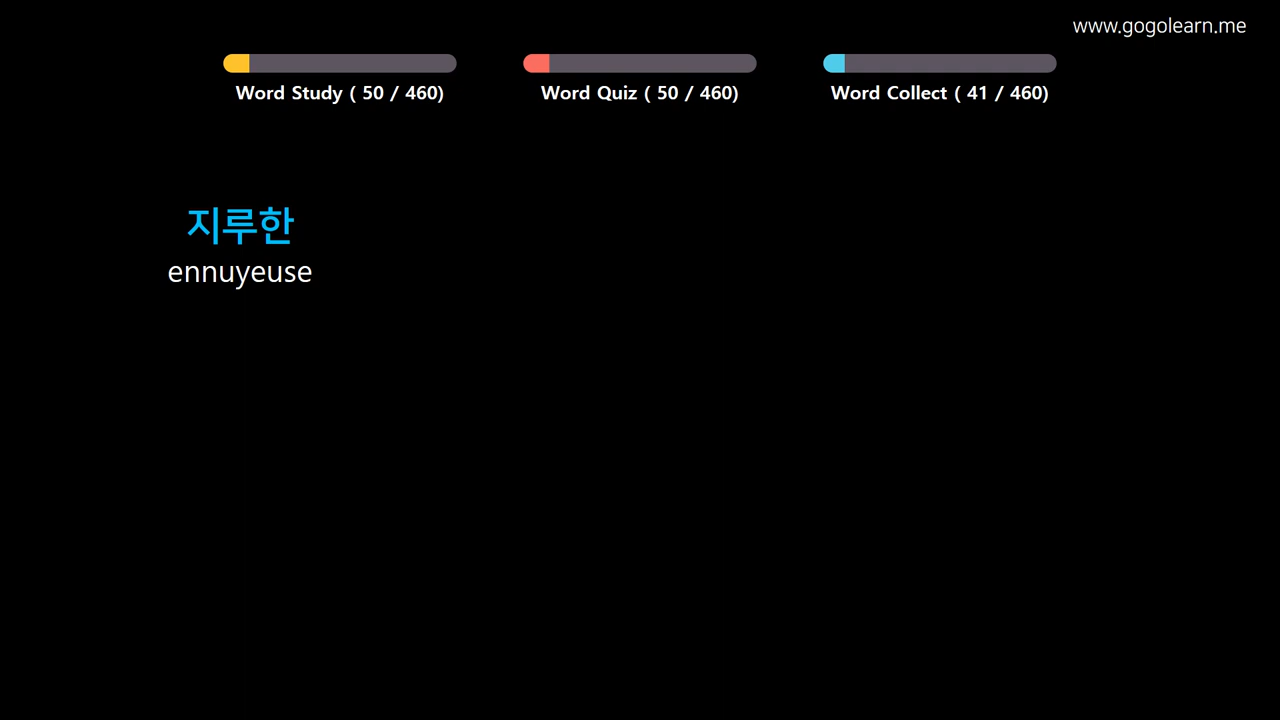 www.gogolearn.me
Word Study ( 50 / 460)
Word Quiz ( 50 / 460)
Word Collect ( 41 / 460)
지루한
ennuyeuse